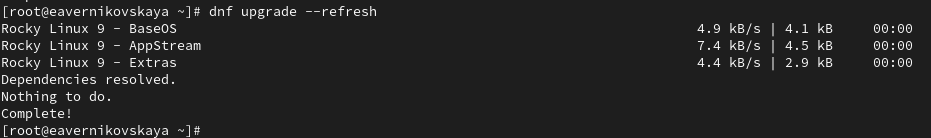 [root@eavernikovskaya ~]# dnf upgrade --refresh
Rocky Linux 9 - BaseOS 4.9 kB/s | 4.1 kB 00:00
Rocky Linux 9 - AppStream 7.4 kB/s | 4.5 kB 00:00
Rocky Linux 9 - Extras 4.4 kB/s | 2.9 kB 00:00
Dependencies resolved.
Nothing to do.
Complete!
[root@eavernikovskaya ~]#